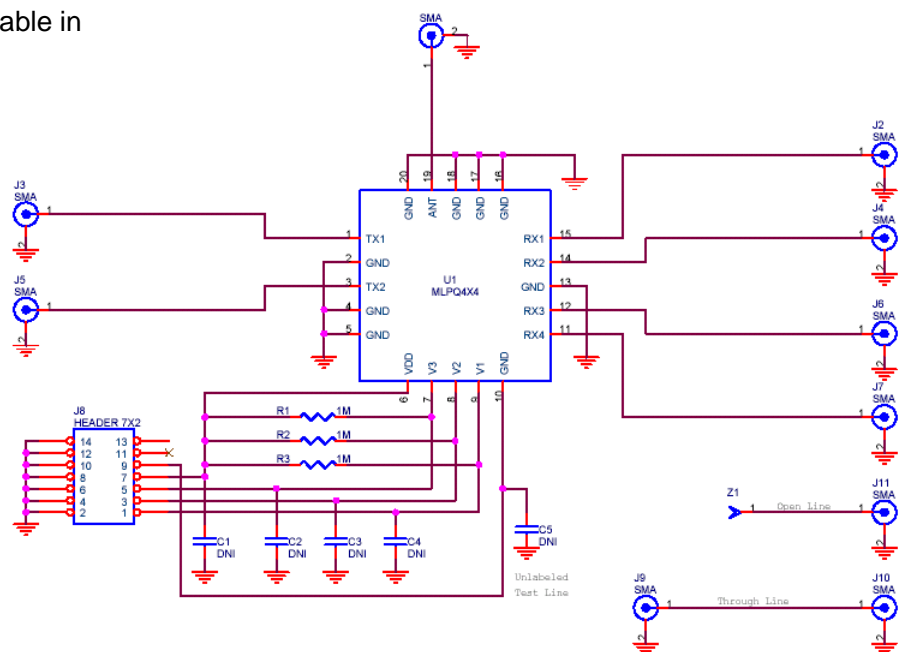 able in
SMA
2
1
J2
SMA
1
2
J3
SMA
1
2
J4
SMA
1
2
J5
SMA
1
2
J6
SMA
1
2
J7
SMA
1
2
20 19 18 17 16
GND ANT GND GND GND
1 TX1
2 GND
3 TX2
4 GND
5 GND
U1
MLPQ4X4
RX1 15
RX2 14
GND 13
RX3 12
RX4 11
VDD V3 V2 V1 GND
6 7 8 9 10
R1 1M
R2 1M
R3 1M
J8
HEADER 7X2
14 13
12 11
10 9
8 7
6 5
4 3
2 1
C1
DNI
C2
DNI
C3
DNI
C4
DNI
C5
DNI
Unlabeled
Test Line
Z1
1
Open Line
1
J11
SMA
2
J9
SMA
1
2
Through Line
J10
SMA
1
2